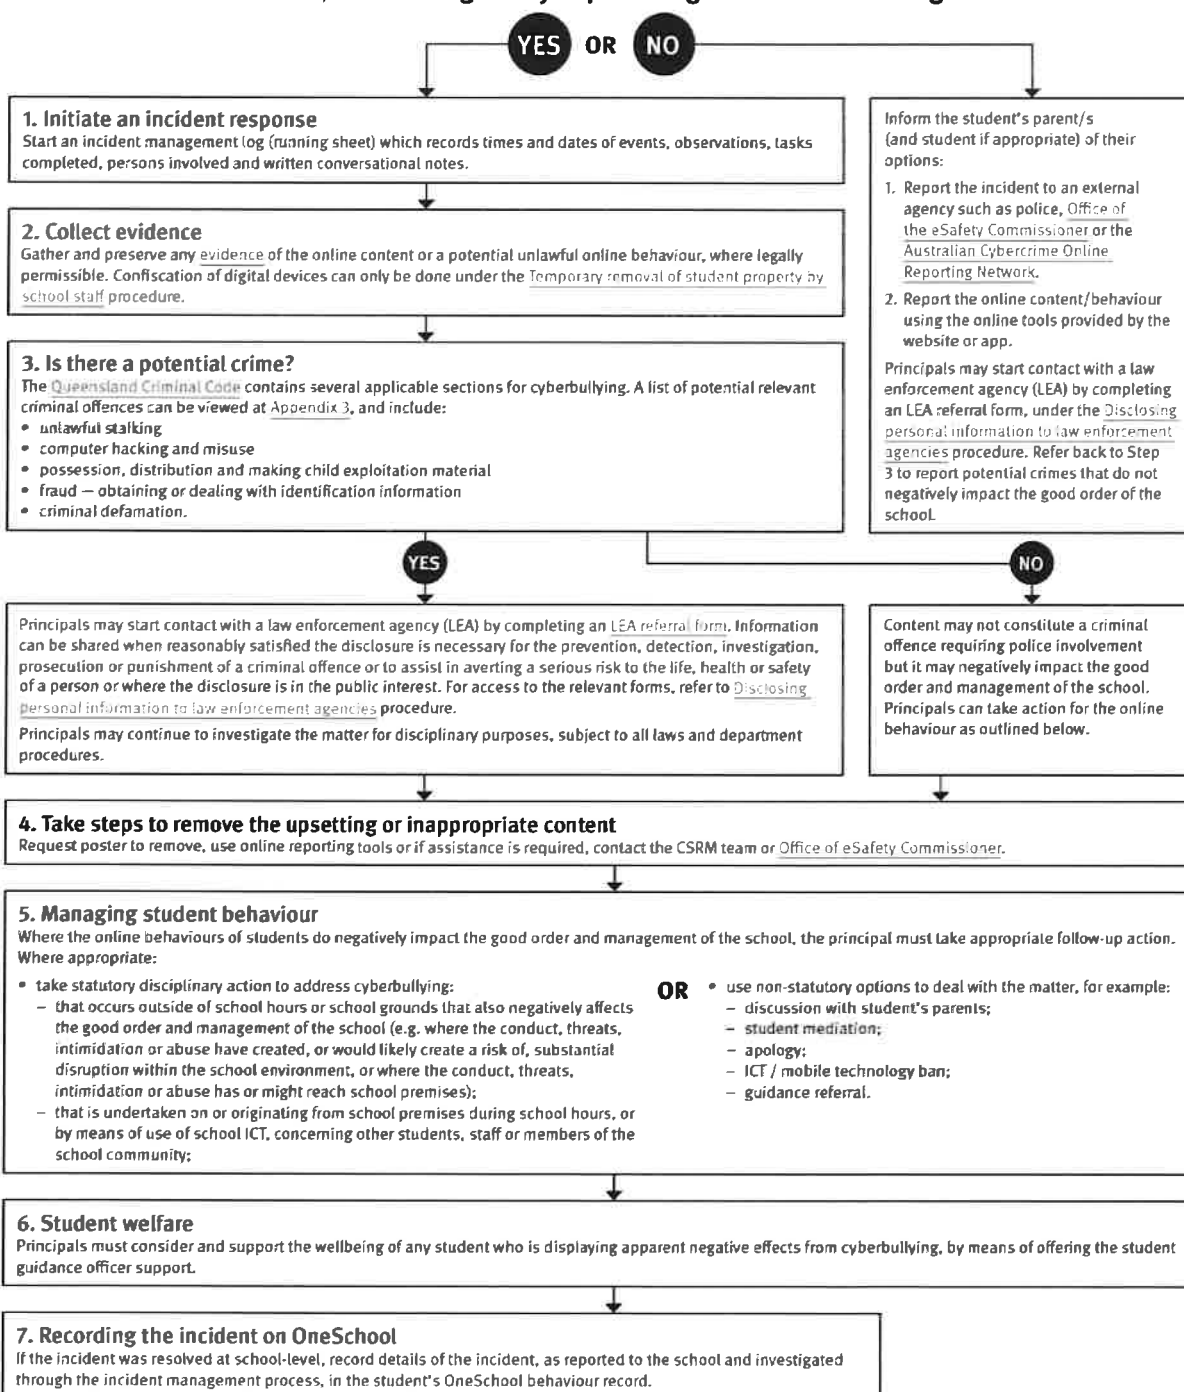 YES OR NO
1. Initiate an incident response
Start an incident management log (running sheet) which records times and dates of events, observations, tasks
completed, persons involved and written conversational notes.
2. Collect evidence
Gather and preserve any evidence of the online content or a potential unlawful online behaviour, where legally
permissible. Confiscation of digital devices can only be done under the Temporary removal of student property by
school staff procedure.
3. Is there a potential crime?
The Queensland Criminal Code contains several applicable sections for cyberbullying. A list of potential relevant
criminal offences can be viewed at Appendix 3, and include:
• unlawful stalking
• computer hacking and misuse
• possession, distribution and making child exploitation material
• fraud – obtaining or dealing with identification information
• criminal defamation.
Inform the student's parent/s
(and student if appropriate) of their
options:
1. Report the incident to an external
agency such as police, Office of
the eSafety Commissioner or the
Australian Cybercrime Online
Reporting Network.
2. Report the online content/behaviour
using the online tools provided by the
website or app.
Principals may start contact with a law
enforcement agency (LEA) by completing
an LEA referral form, under the Disclosing
personal information to law enforcement
agencies procedure. Refer back to Step
3 to report potential crimes that do not
negatively impact the good order of the
school.
YES
NO
Principals may start contact with a law enforcement agency (LEA) by completing an LEA referral form. Information
can be shared when reasonably satisfied the disclosure is necessary for the prevention, detection, investigation,
prosecution or punishment of a criminal offence or to assist in averting a serious risk to the life, health or safety
of a person or where the disclosure is in the public interest. For access to the relevant forms, refer to Disclosing
personal information to law enforcement agencies procedure.
Principals may continue to investigate the matter for disciplinary purposes, subject to all laws and department
procedures.
Content may not constitute a criminal
offence requiring police involvement
but it may negatively impact the good
order and management of the school.
Principals can take action for the online
behaviour as outlined below.
4. Take steps to remove the upsetting or inappropriate content
Request poster to remove, use online reporting tools or if assistance is required, contact the CSRM team or Office of eSafety Commissioner.
5. Managing student behaviour
Where the online behaviours of students do negatively impact the good order and management of the school, the principal must take appropriate follow-up action.
Where appropriate:
• take statutory disciplinary action to address cyberbullying:
– that occurs outside of school hours or school grounds that also negatively affects
the good order and management of the school (e.g. where the conduct, threats,
intimidation or abuse have created, or would likely create a risk of, substantial
disruption within the school environment, or where the conduct, threats,
intimidation or abuse has or might reach school premises);
– that is undertaken on or originating from school premises during school hours, or
by means of use of school ICT, concerning other students, staff or members of the
school community;
OR
• use non-statutory options to deal with the matter, for example:
– discussion with student's parents;
– student mediation;
– apology;
– ICT / mobile technology ban;
– guidance referral.
6. Student welfare
Principals must consider and support the wellbeing of any student who is displaying apparent negative effects from cyberbullying, by means of offering the student
guidance officer support.
7. Recording the incident on OneSchool
If the incident was resolved at school-level, record details of the incident, as reported to the school and investigated
through the incident management process, in the student's OneSchool behaviour record.